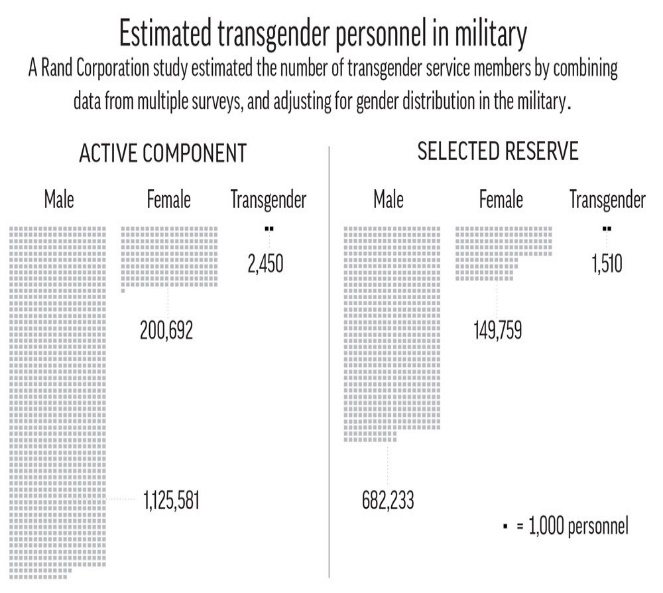 Estimated transgender personnel in military
A Rand Corporation study estimated the number of transgender service members by combining
data from multiple surveys, and adjusting for gender distribution in the military.
ACTIVE COMPONENT
Male Female Transgender
2,450
200,692
1,125,581
SELECTED RESERVE
Male Female Transgender
1,510
149,759
682,233
= 1,000 personnel